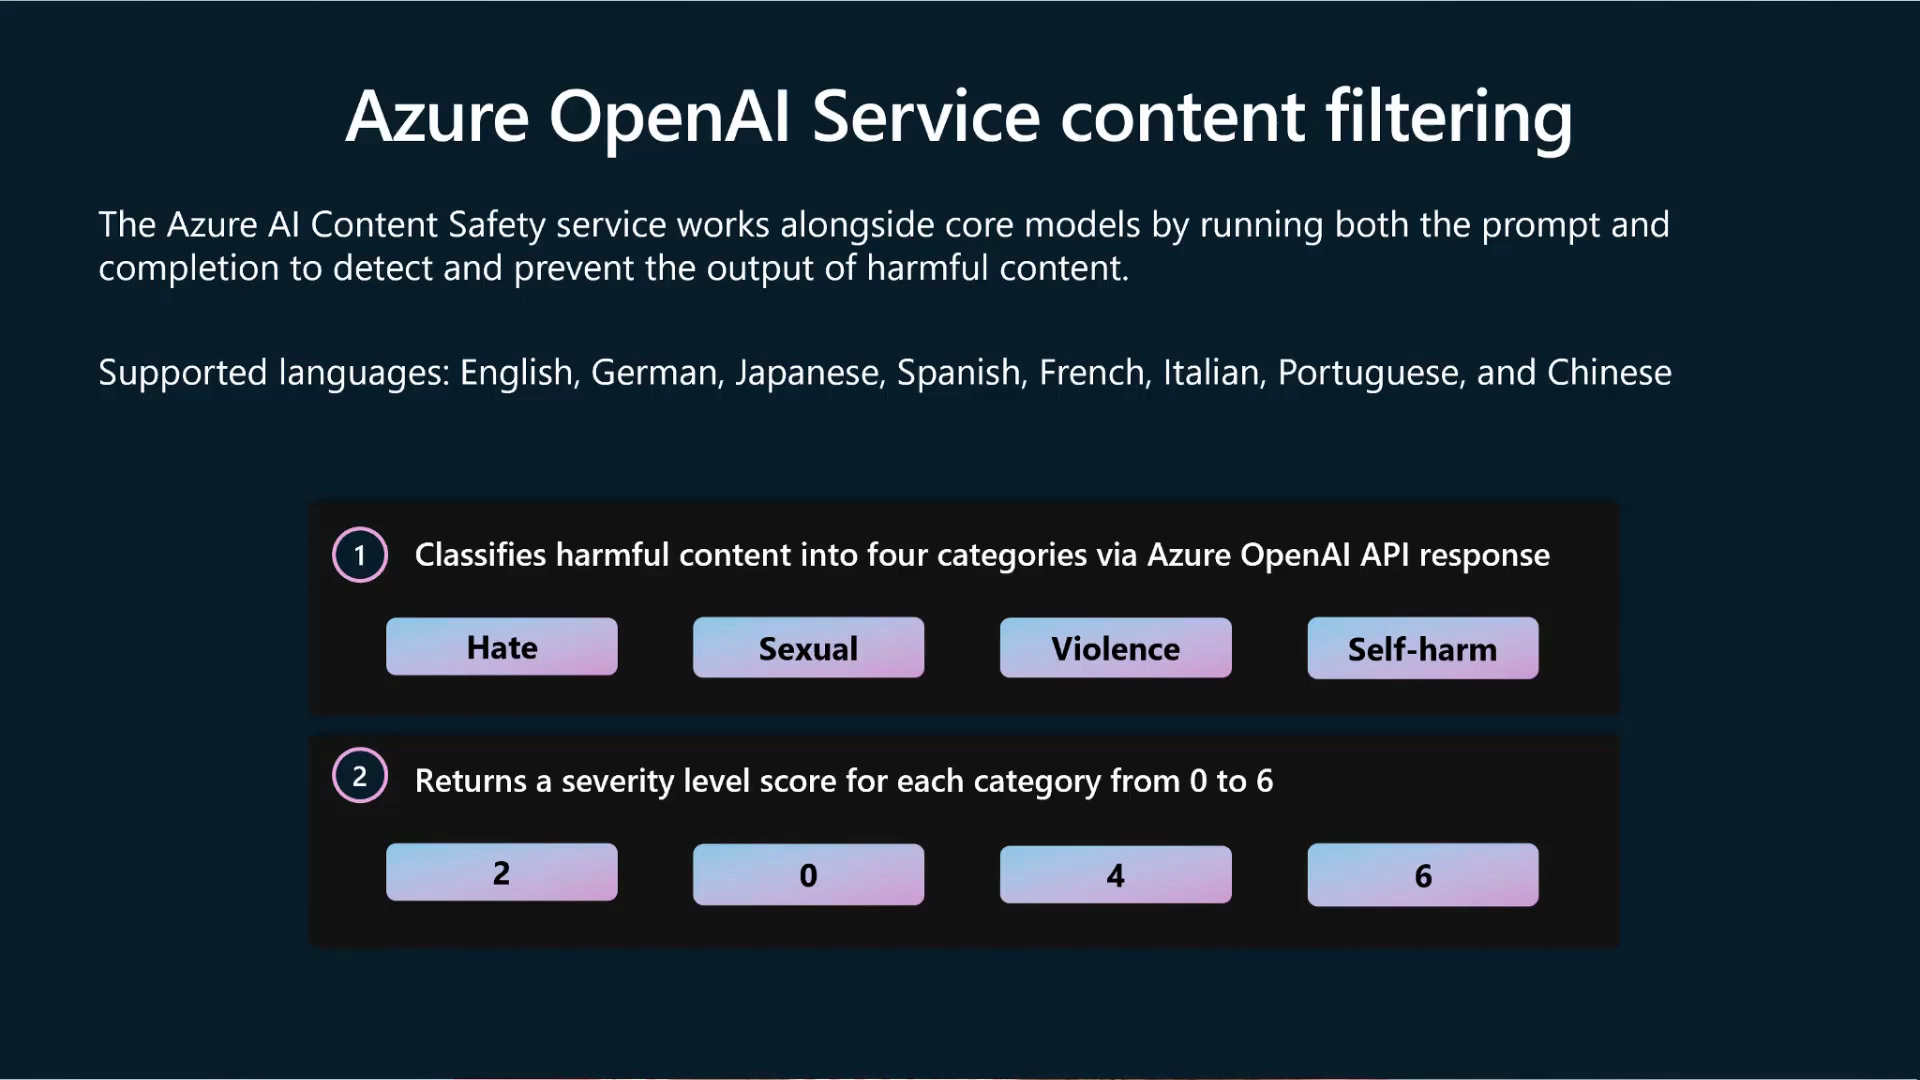 Azure OpenAI Service content filtering
The Azure AI Content Safety service works alongside core models by running both the prompt and
completion to detect and prevent the output of harmful content.
Supported languages: English, German, Japanese, Spanish, French, Italian, Portuguese, and Chinese
1 Classifies harmful content into four categories via Azure OpenAI API response
Hate Sexual Violence Self-harm
2 Returns a severity level score for each category from 0 to 6
2 0 4 6